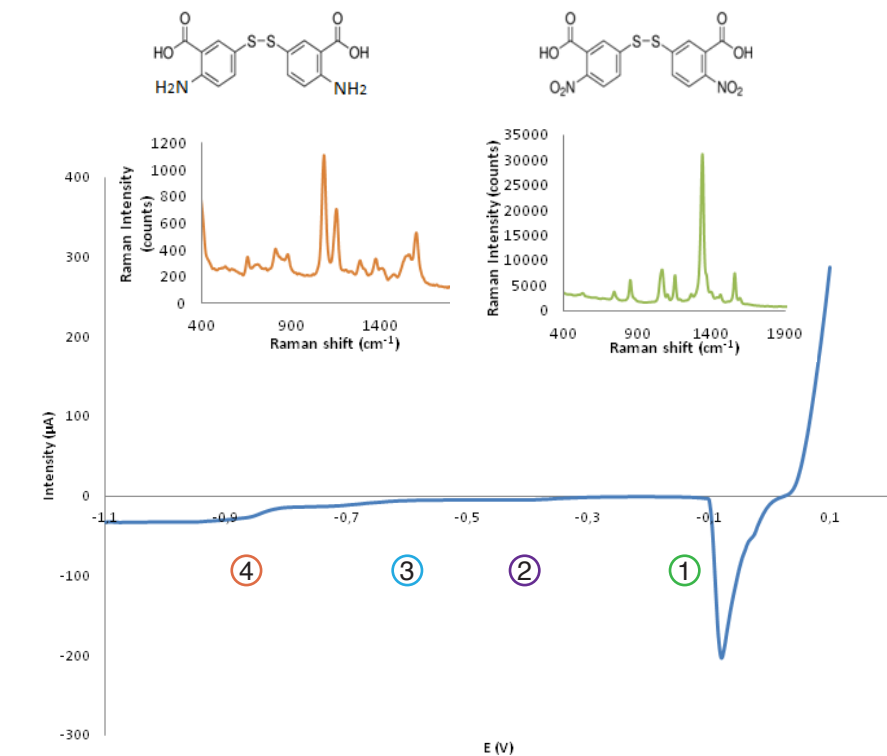 O
O
HO
S-S
OH
H2N
NH2
O
O
HO
S-S
OH
O₂N
NO₂
Raman Intensity
(counts)
1200
1000
800
600
400
200
0
400
900
1400
Raman shift (cm⁻¹)
Raman Intensity (counts)
35000
30000
25000
20000
15000
10000
5000
0
400
900
1400
1900
Raman shift (cm⁻¹)
Intensity (µA)
400
300
200
100
0
-100
-200
-300
-1,1
-0,9
-0,7
-0,5
-0,3
-0,1
0,1
4
3
2
1
E (V)